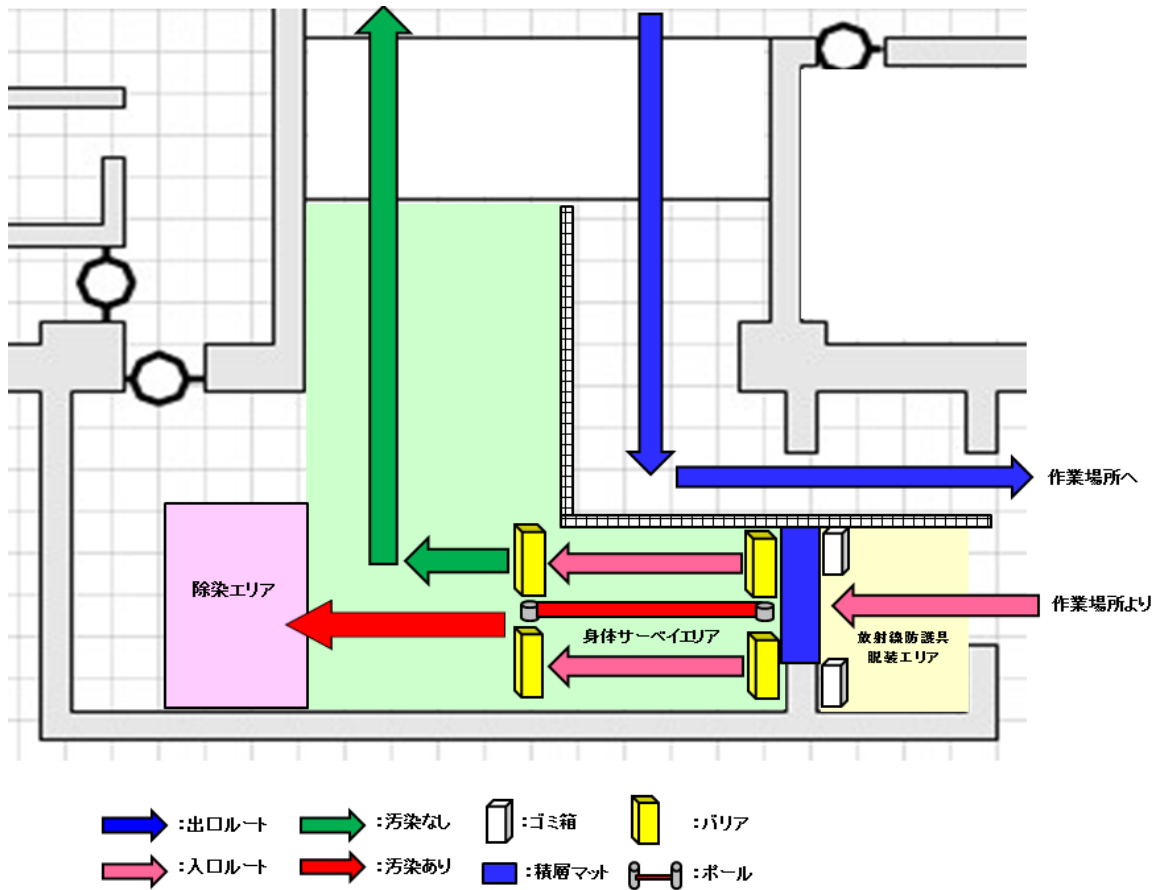 作業場所へ
除染エリア
作業場所より
身体サーベイエリア
放射線防護具
脱装エリア
:出口ルート
:汚染なし
:ゴミ箱
:バリア
:入口ルート
:汚染あり
:積層マット
:ポール